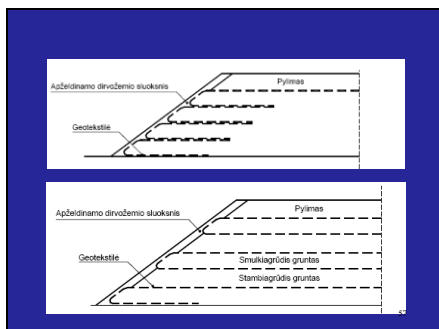 Pylimas
Apželdinamo dirvožemio sluoksnis
Geotekstilė
Pylimas
Apželdinamo dirvožemio sluoksnis
Geotekstilė
Smulkiagrūdis gruntas
Stambiagrūdis gruntas